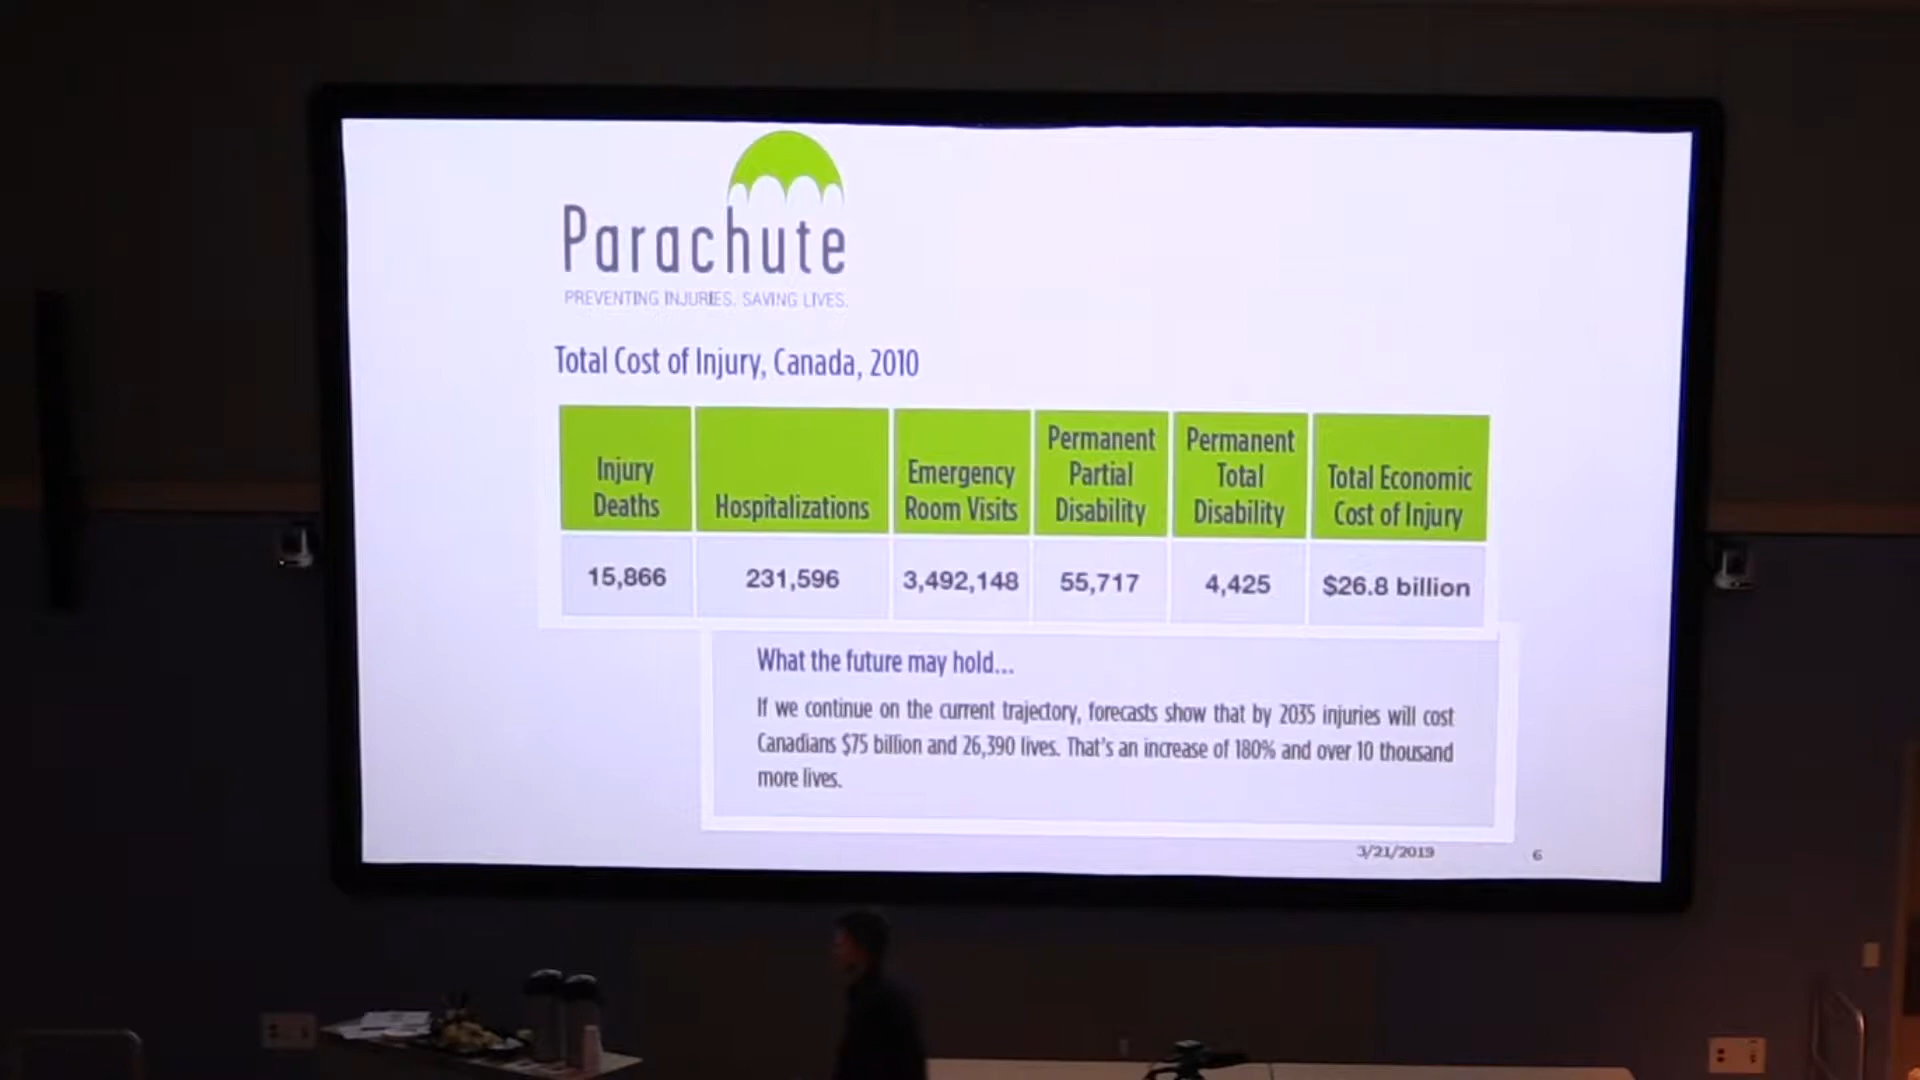 Parachute
PREVENTING INJURIES. SAVING LIVES.
Total Cost of Injury, Canada, 2010
Injury Deaths
Hospitalizations
Emergency Room Visits
Permanent Partial Disability
Permanent Total Disability
Total Economic Cost of Injury
15,866
231,596
3,492,148
55,717
4,425
$26.8 billion
What the future may hold...
If we continue on the current trajectory, forecasts show that by 2035 injuries will cost
Canadians $75 billion and 26,390 lives. That's an increase of 180% and over 10 thousand
more lives.
3/21/2019
6